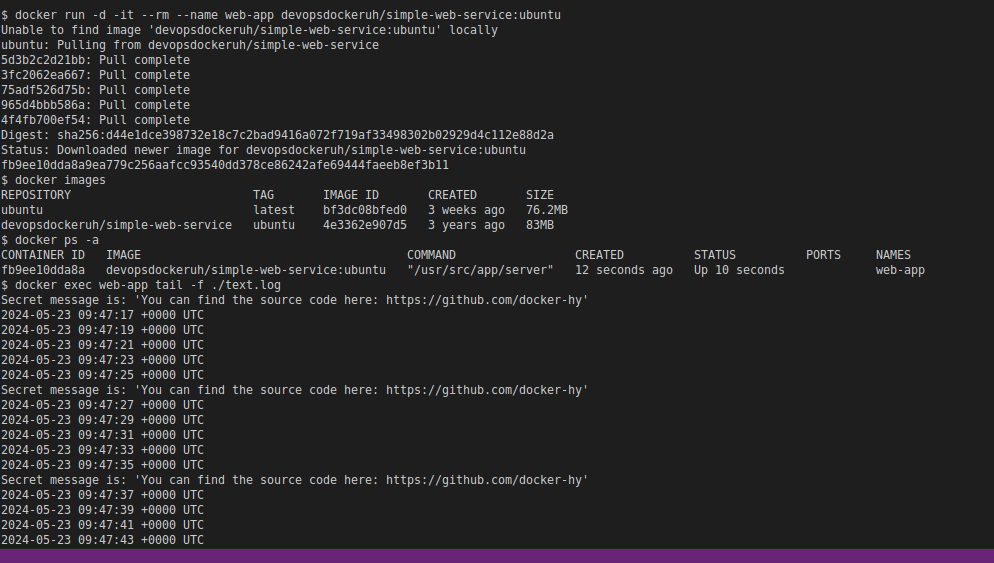 $ docker run -d -it --rm --name web-app devopsdockeruh/simple-web-service:ubuntu
Unable to find image 'devopsdockeruh/simple-web-service:ubuntu' locally
ubuntu: Pulling from devopsdockeruh/simple-web-service
5d3b2c2d21bb: Pull complete
3fc2062ea667: Pull complete
75adf526d75b: Pull complete
965d4bbb586a: Pull complete
4f4fb700ef54: Pull complete
Digest: sha256:d44e1dce398732e18c7c2bad9416a072f719af33498302b02929d4c112e88d2a
Status: Downloaded newer image for devopsdockeruh/simple-web-service:ubuntu
fb9ee10dda8a9ea779c256aafcc93540dd378ce86242afe69444faeeb8ef3b11
$ docker images
REPOSITORY                          TAG       IMAGE ID       CREATED       SIZE
ubuntu                              latest    bf3dc08bfed0   3 weeks ago   76.2MB
devopsdockeruh/simple-web-service   ubuntu    4e3362e907d5   3 years ago   83MB
$ docker ps -a
CONTAINER ID   IMAGE                                      COMMAND                 CREATED          STATUS          PORTS     NAMES
fb9ee10dda8a   devopsdockeruh/simple-web-service:ubuntu   "/usr/src/app/server"   12 seconds ago   Up 10 seconds             web-app
$ docker exec web-app tail -f ./text.log
Secret message is: 'You can find the source code here: https://github.com/docker-hy'
2024-05-23 09:47:17 +0000 UTC
2024-05-23 09:47:19 +0000 UTC
2024-05-23 09:47:21 +0000 UTC
2024-05-23 09:47:23 +0000 UTC
2024-05-23 09:47:25 +0000 UTC
Secret message is: 'You can find the source code here: https://github.com/docker-hy'
2024-05-23 09:47:27 +0000 UTC
2024-05-23 09:47:29 +0000 UTC
2024-05-23 09:47:31 +0000 UTC
2024-05-23 09:47:33 +0000 UTC
2024-05-23 09:47:35 +0000 UTC
Secret message is: 'You can find the source code here: https://github.com/docker-hy'
2024-05-23 09:47:37 +0000 UTC
2024-05-23 09:47:39 +0000 UTC
2024-05-23 09:47:41 +0000 UTC
2024-05-23 09:47:43 +0000 UTC